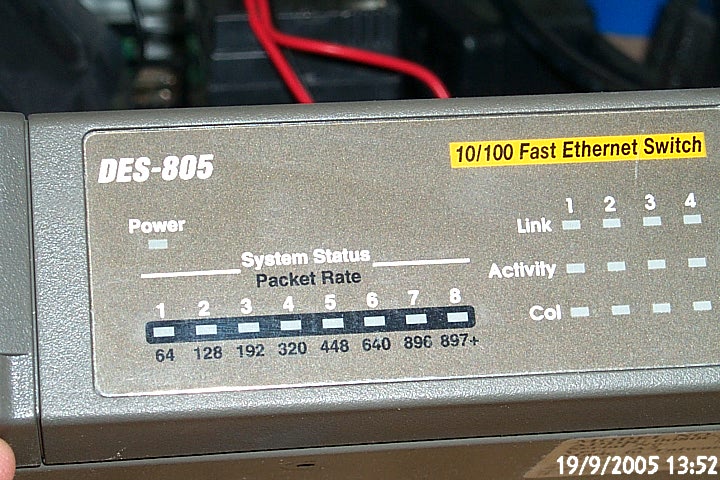 DES-805
10/100 Fast Ethernet Switch
Power
1 2 3 4
Link
Activity
Col
System Status
Packet Rate
1 2 3 4 5 6 7 8
64 128 192 320 448 640 896 897+
19/9/2005 13:52